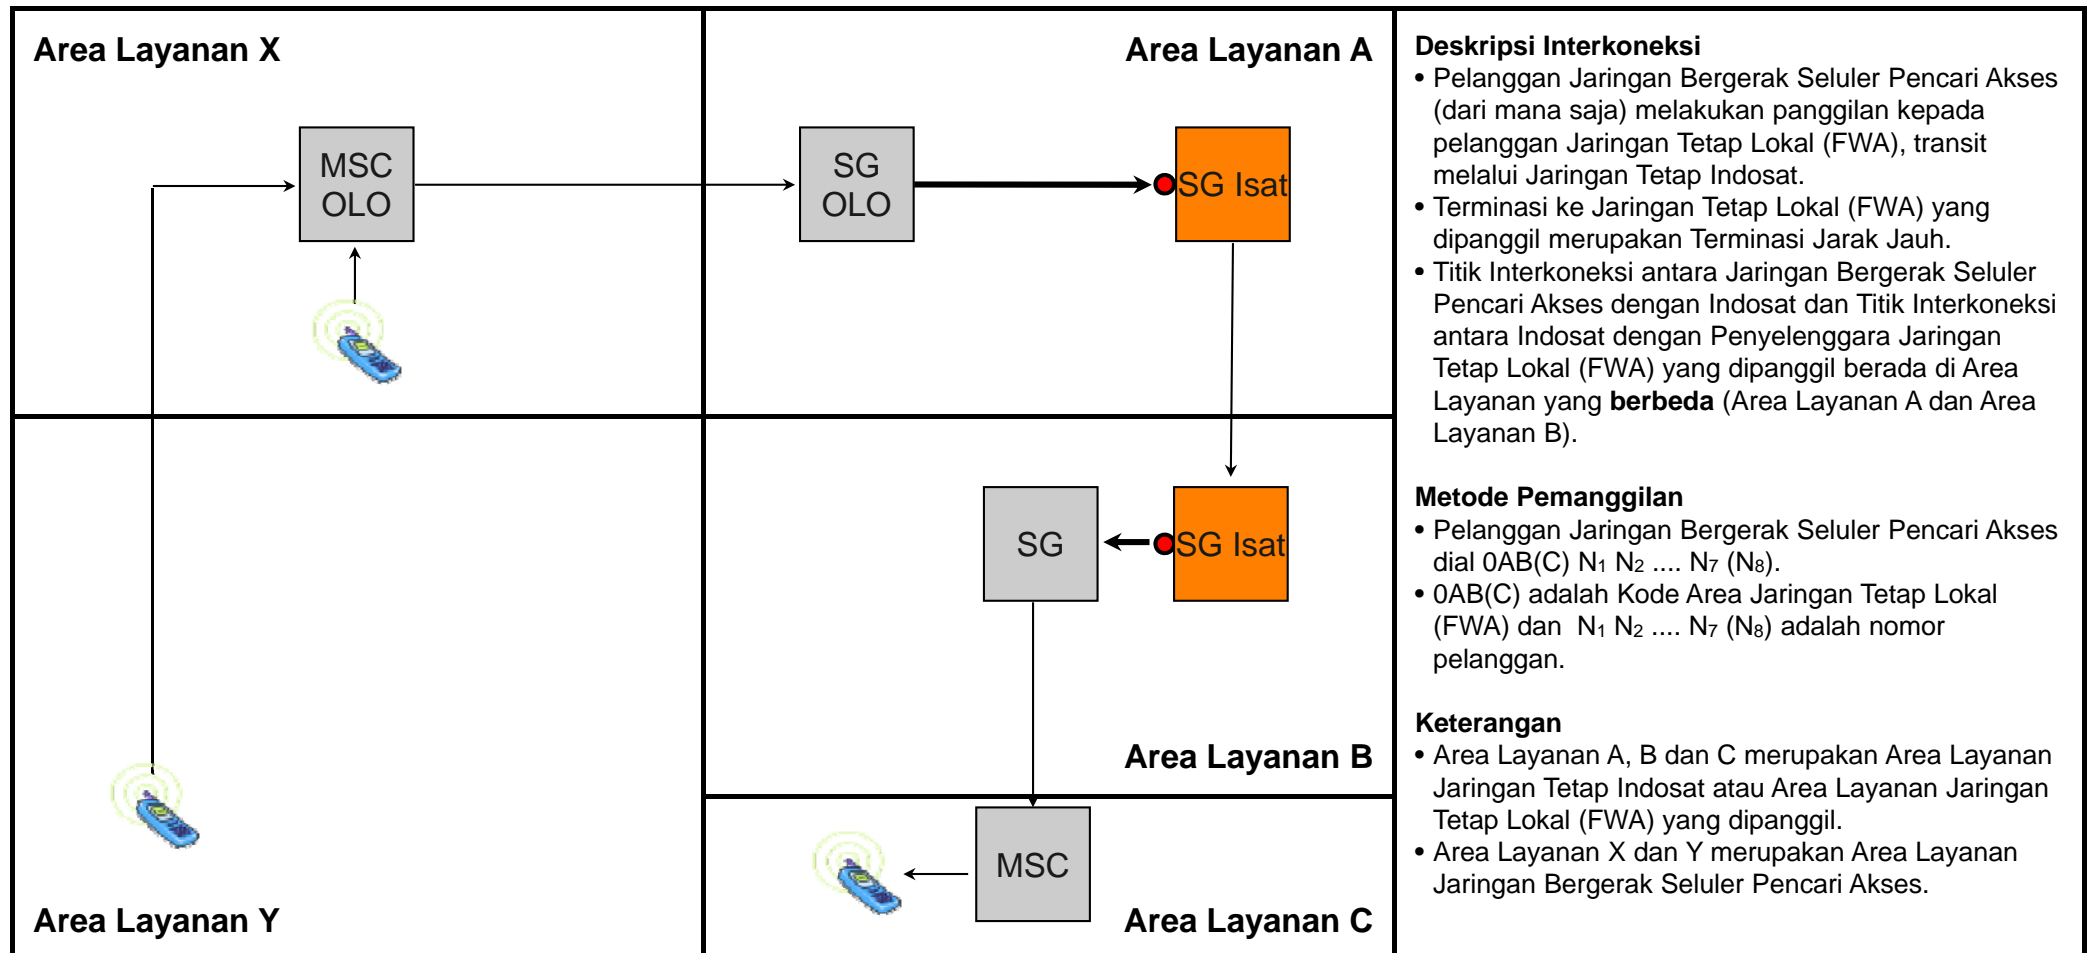 Area Layanan X
Area Layanan A
MSC
OLO
SG
OLO
SG Isat
SG
SG Isat
Area Layanan B
MSC
Area Layanan Y
Area Layanan C
Deskripsi Interkoneksi
• Pelanggan Jaringan Bergerak Seluler Pencari Akses
(dari mana saja) melakukan panggilan kepada
pelanggan Jaringan Tetap Lokal (FWA), transit
melalui Jaringan Tetap Indosat.
• Terminasi ke Jaringan Tetap Lokal (FWA) yang
dipanggil merupakan Terminasi Jarak Jauh.
• Titik Interkoneksi antara Jaringan Bergerak Seluler
Pencari Akses dengan Indosat dan Titik Interkoneksi
antara Indosat dengan Penyelenggara Jaringan
Tetap Lokal (FWA) yang dipanggil berada di Area
Layanan yang berbeda (Area Layanan A dan Area
Layanan B).
Metode Pemanggilan
• Pelanggan Jaringan Bergerak Seluler Pencari Akses
dial 0AB(C) N₁ N₂ .... N₇ (N₈).
• 0AB(C) adalah Kode Area Jaringan Tetap Lokal
(FWA) dan N₁ N₂ .... N₇ (N₈) adalah nomor
pelanggan.
Keterangan
• Area Layanan A, B dan C merupakan Area Layanan
Jaringan Tetap Indosat atau Area Layanan Jaringan
Tetap Lokal (FWA) yang dipanggil.
• Area Layanan X dan Y merupakan Area Layanan
Jaringan Bergerak Seluler Pencari Akses.